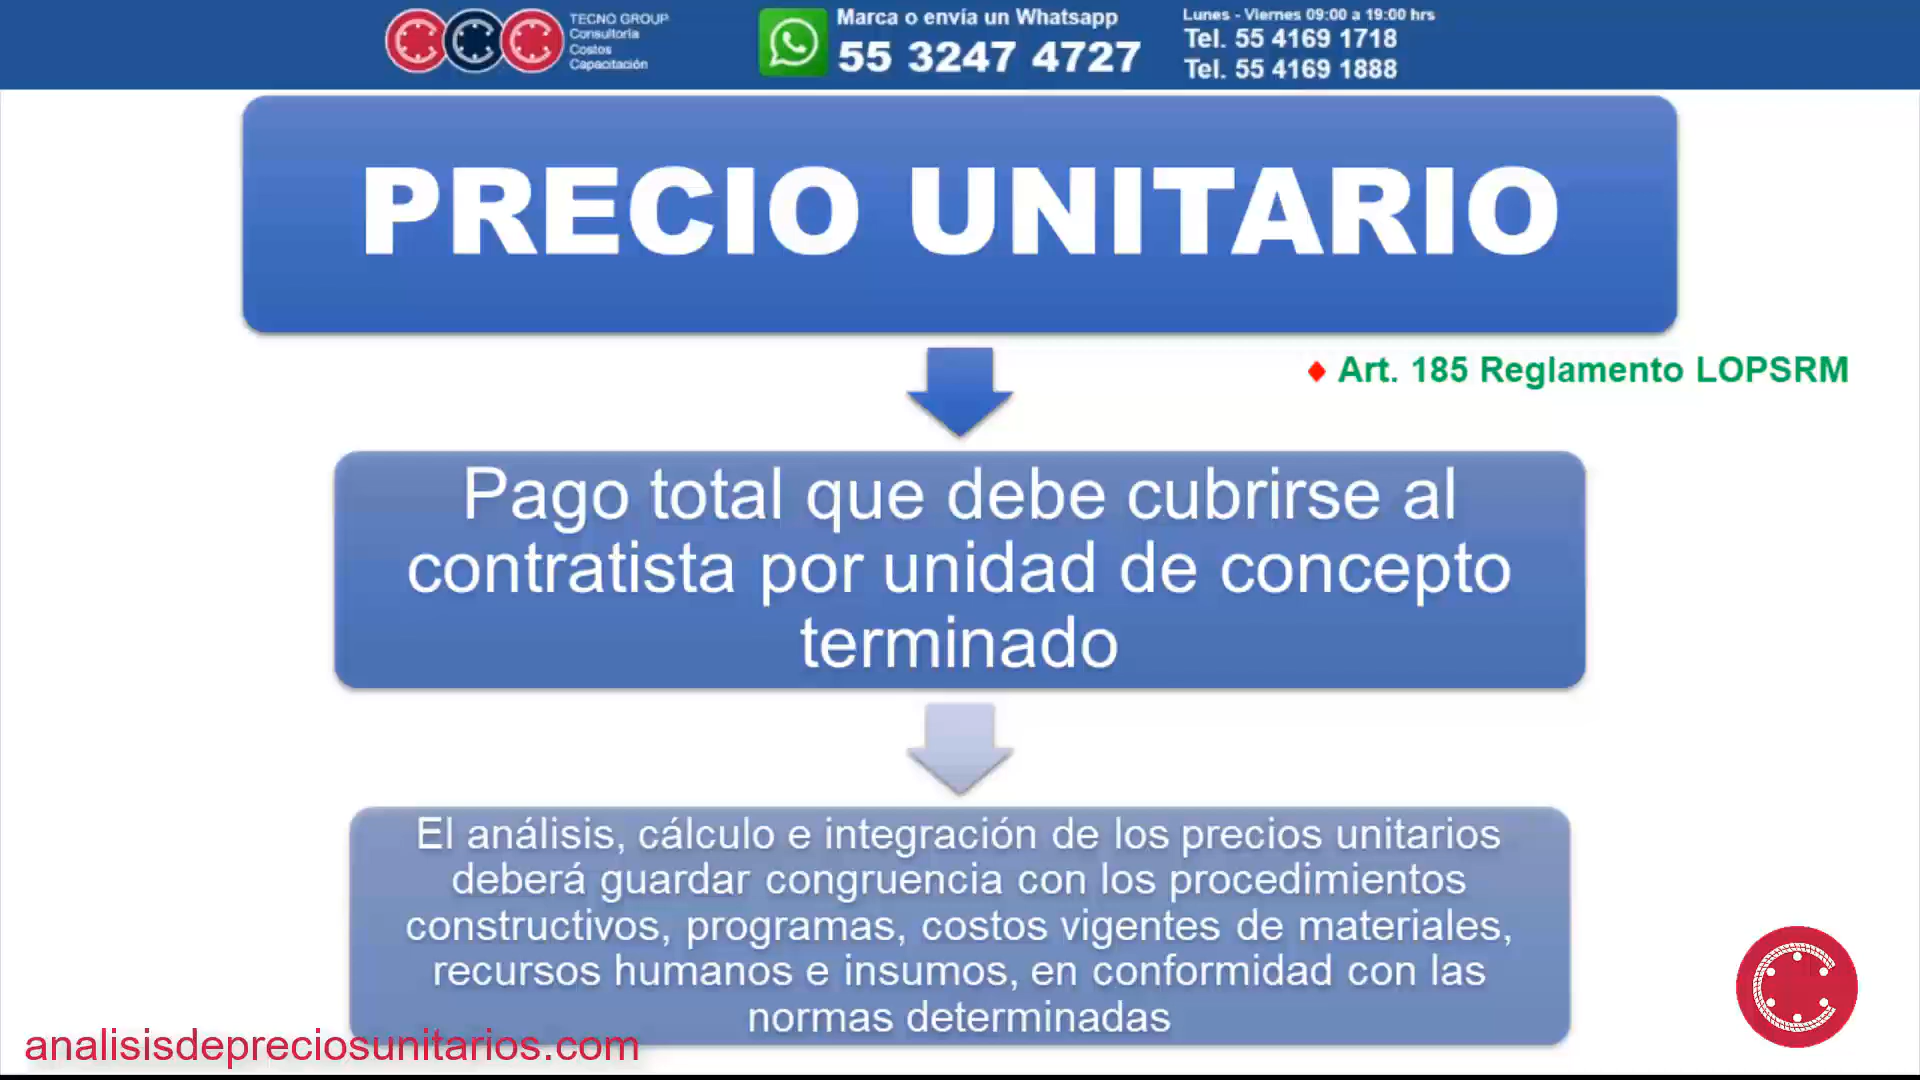 TECNO GROUP
Consultoría
Costos
Capacitación
Marca o envía un Whatsapp
55 3247 4727
Lunes - Viernes 09:00 a 19:00 hrs
Tel. 55 4169 1718
Tel. 55 4169 1888
PRECIO UNITARIO
Art. 185 Reglamento LOPSRM
Pago total que debe cubrirse al
contratista por unidad de concepto
terminado
El análisis, cálculo e integración de los precios unitarios
deberá guardar congruencia con los procedimientos
constructivos, programas, costos vigentes de materiales,
recursos humanos e insumos, en conformidad con las
normas determinadas
analisisdepreciosunitarios.com